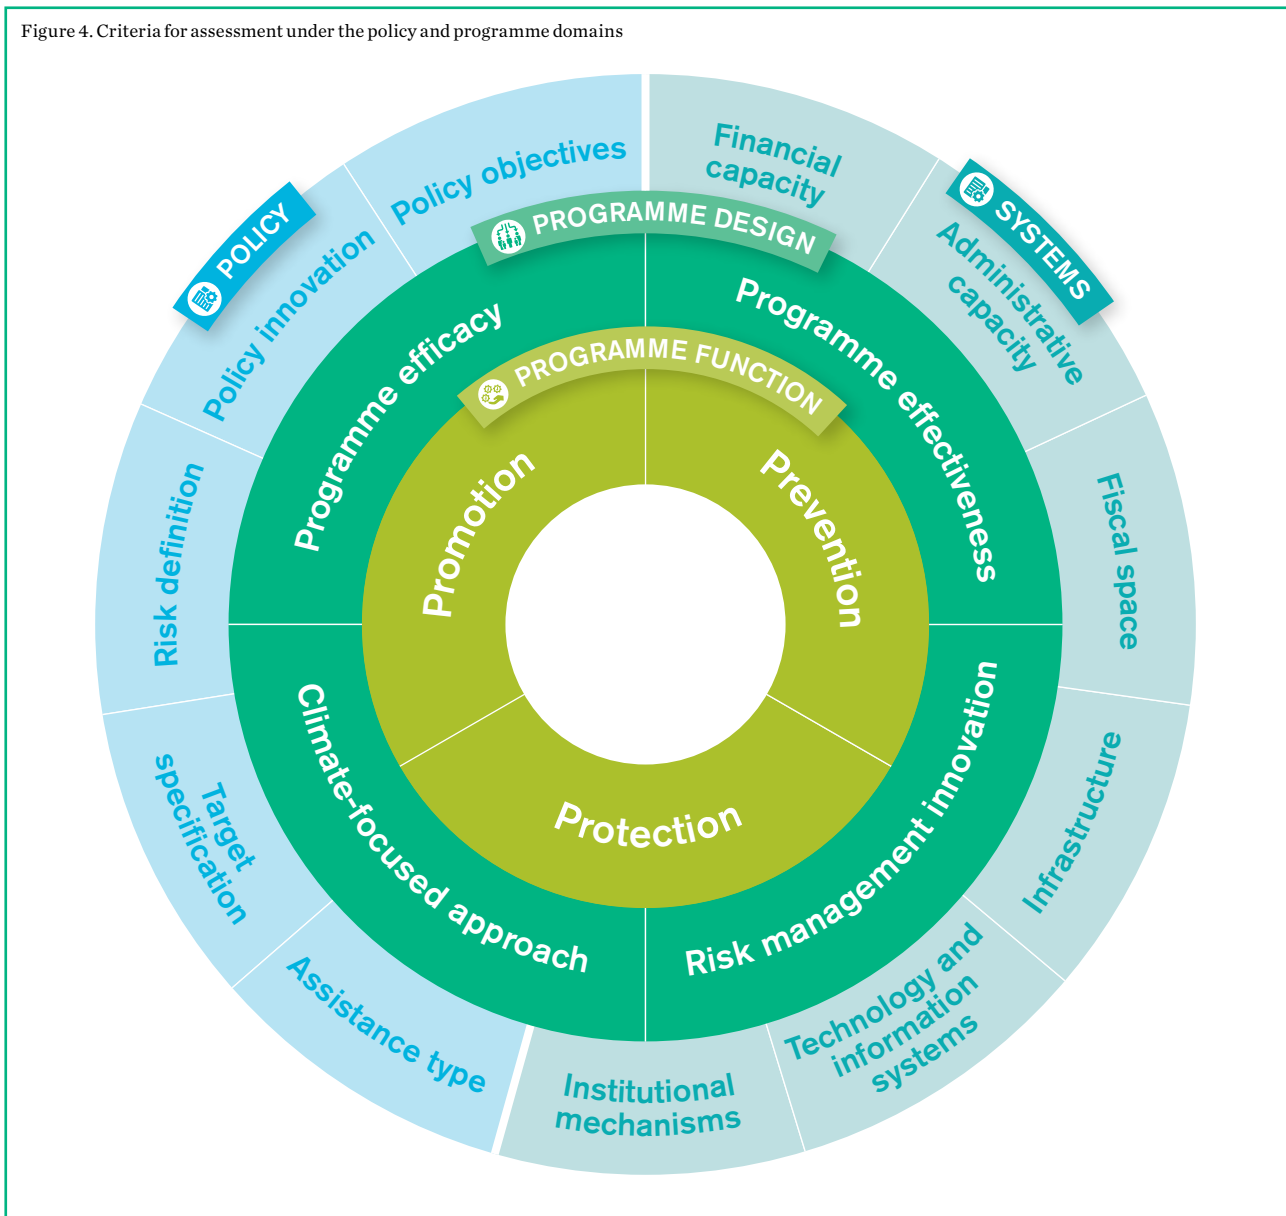 Figure 4. Criteria for assessment under the policy and programme domains
POLICY
Policy objectives
Policy innovation
Risk definition
Target
specification
Assistance type
SYSTEMS
Financial
capacity
Administrative
capacity
Fiscal space
Infrastructure
Technology and
information
systems
Institutional
mechanisms
PROGRAMME DESIGN
Programme efficacy
Programme effectiveness
Risk management innovation
Climate-focused approach
PROGRAMME FUNCTION
Promotion
Prevention
Protection